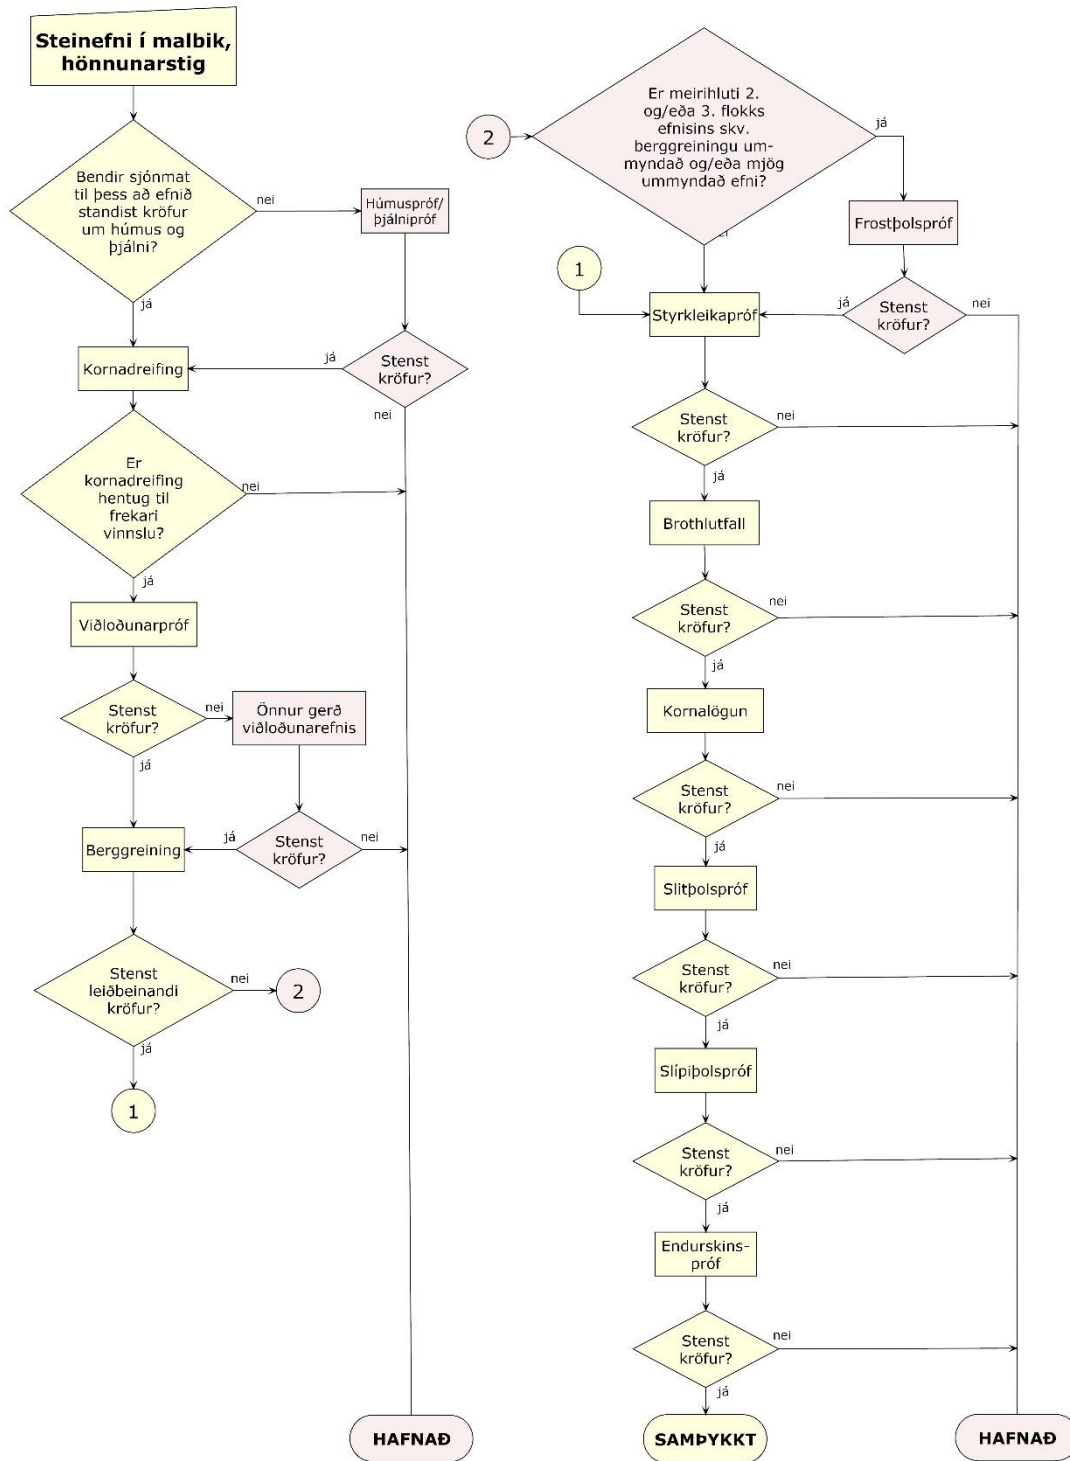 Steinefni í malbik,
hönnunarstig
Bendir sjónmat
til þess að efnið
standist kröfur
um húmus og
þjálni?
nei
Húmuspróf/
þjálnipróf
já
Stenst
kröfur?
já
nei
Kornadreifing
Er
kornadreifing
hentug til
frekari
vinnslu?
nei
já
Viðloðunarpróf
Stenst
kröfur?
nei
Önnur gerð
viðloðunarefnis
já
Stenst
kröfur?
já
nei
Berggreining
Stenst
leiðbeinandi
kröfur?
nei
2
já
1
HAFNAÐ
2
Er meirihluti 2.
og/eða 3. flokks
efnisins skv.
berggreiningu um-
myndað og/eða mjög
ummyndað efni?
já
Frostþolspróf
Stenst
kröfur?
já
nei
1
Styrkleikapróf
Stenst
kröfur?
nei
já
Brothlutfall
Stenst
kröfur?
nei
já
Kornalögun
Stenst
kröfur?
nei
já
Slitþolspróf
Stenst
kröfur?
nei
já
Slípiþolspróf
Stenst
kröfur?
nei
já
Endurskins-
próf
Stenst
kröfur?
nei
já
SAMÞYKKT
HAFNAÐ